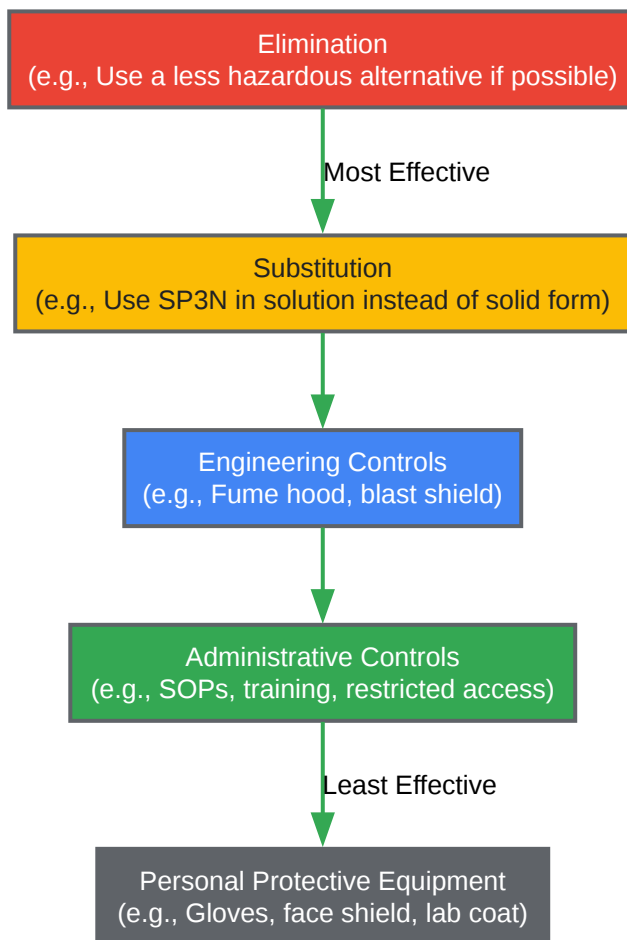 Elimination
(e.g., Use a less hazardous alternative if possible)
Most Effective
Substitution
(e.g., Use SP3N in solution instead of solid form)
Engineering Controls
(e.g., Fume hood, blast shield)
Administrative Controls
(e.g., SOPs, training, restricted access)
Least Effective
Personal Protective Equipment
(e.g., Gloves, face shield, lab coat)